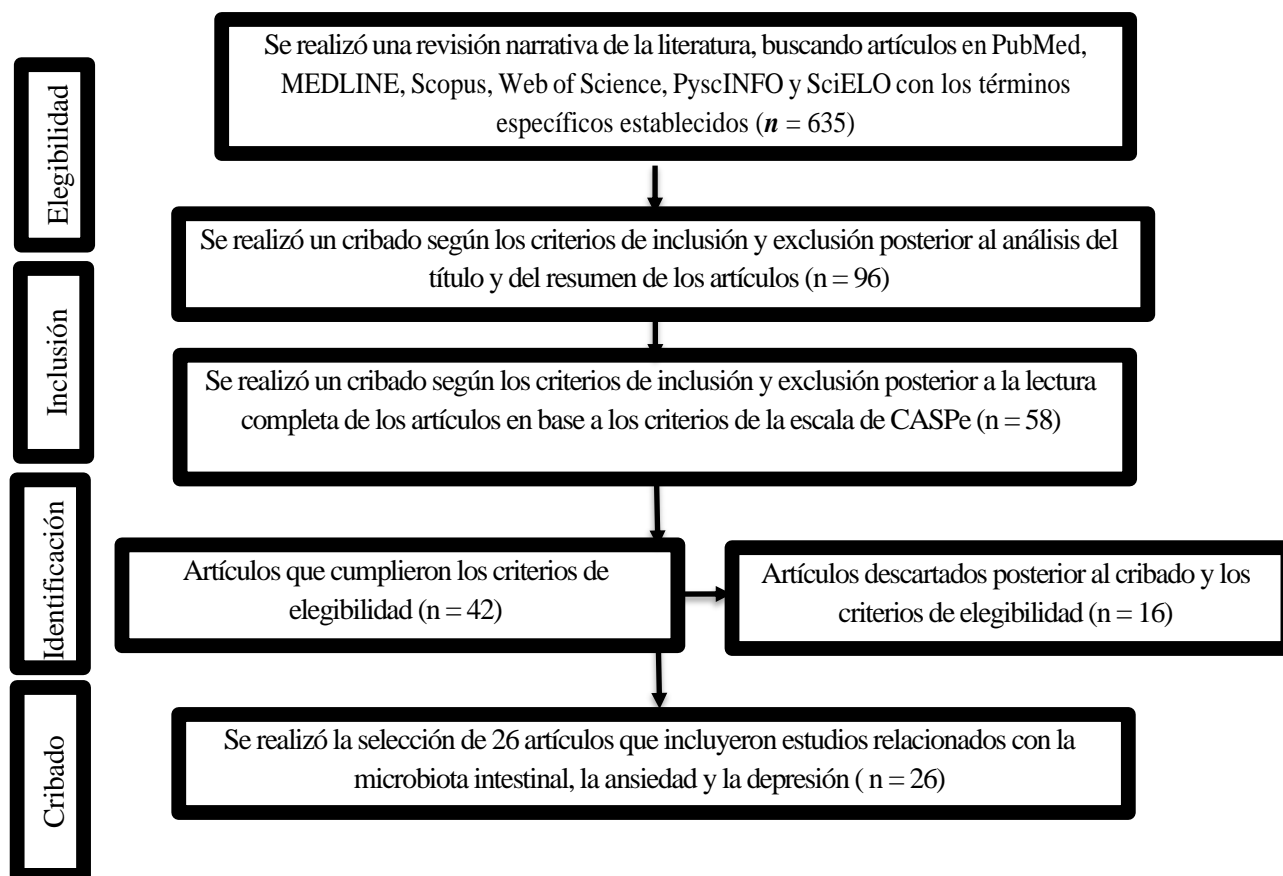 Elegibilidad
Se realizó una revisión narrativa de la literatura, buscando artículos en PubMed,
MEDLINE, Scopus, Web of Science, PyscINFO y SciELO con los términos
específicos establecidos (n = 635)
Se realizó un cribado según los criterios de inclusión y exclusión posterior al análisis del
título y del resumen de los artículos (n = 96)
Inclusión
Se realizó un cribado según los criterios de inclusión y exclusión posterior a la lectura
completa de los artículos en base a los criterios de la escala de CASPe (n = 58)
Identificación
Artículos que cumplieron los criterios de
elegibilidad (n = 42)
Artículos descartados posterior al cribado y los
criterios de elegibilidad (n = 16)
Cribado
Se realizó la selección de 26 artículos que incluyeron estudios relacionados con la
microbiota intestinal, la ansiedad y la depresión ( n = 26)